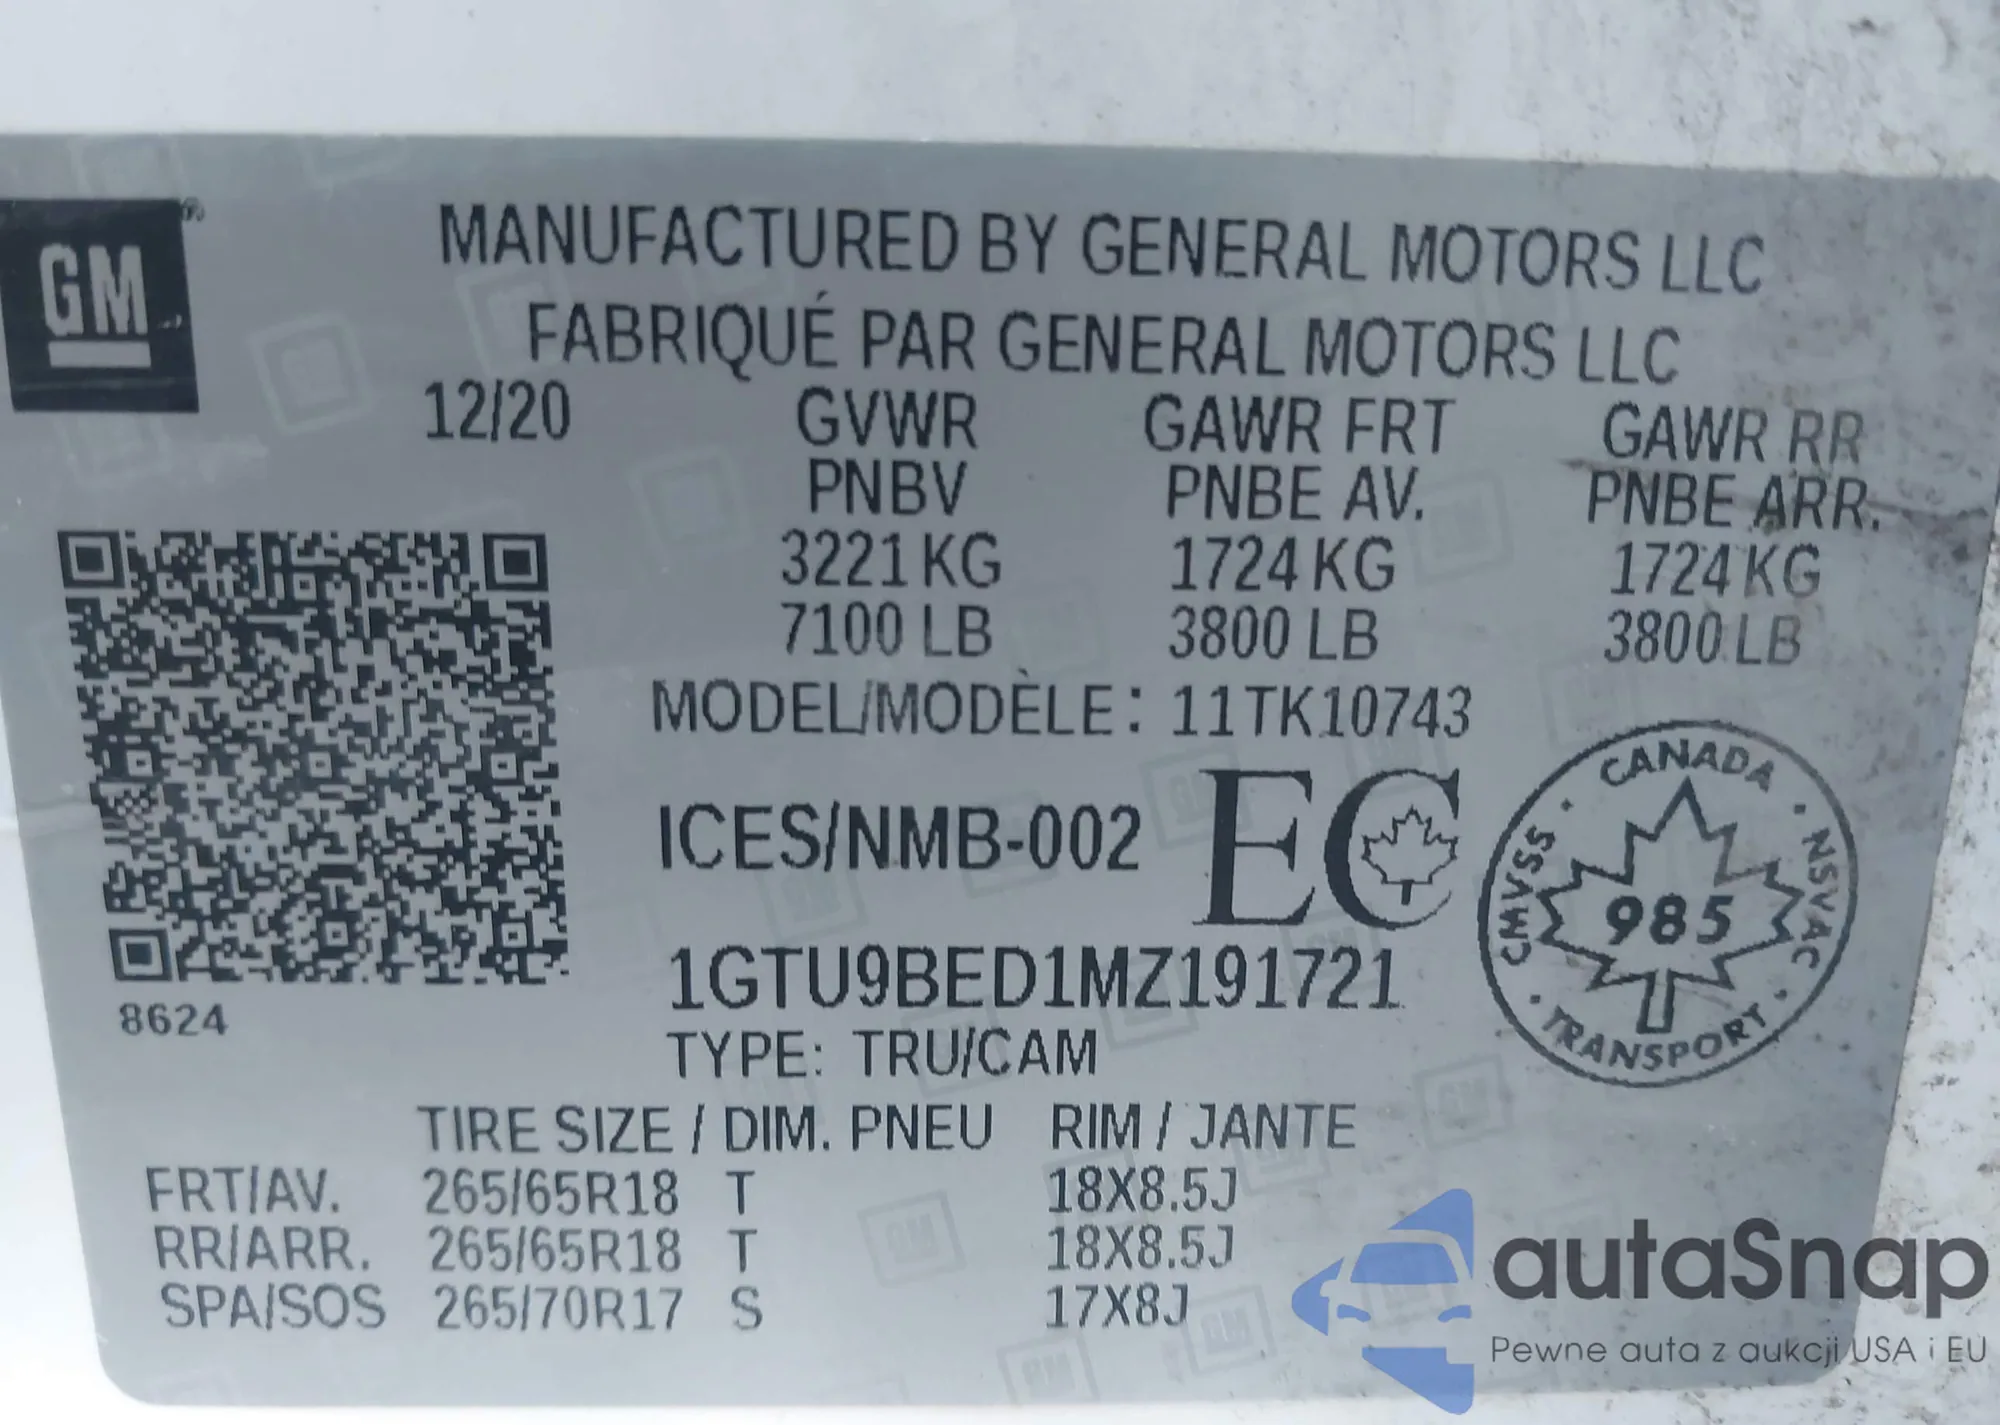 GM
MANUFACTURED BY GENERAL MOTORS LLC
FABRIQUÉ PAR GENERAL MOTORS LLC
12/20 GVWR GAWR FRT GAWR RR
PNBV PNBE AV. PNBE ARR.
3221 KG 1724 KG 1724 KG
7100 LB 3800 LB 3800 LB
MODEL/MODÈLE: 11TK10743
ICES/NMB-002 EC
CANADA · NSVAC · TRANSPORT · CMVSS ·
985
1GTU9BED1MZ191721
8624
TYPE: TRU/CAM
TIRE SIZE / DIM. PNEU RIM / JANTE
FRT/AV. 265/65R18 T 18X8.5J
RR/ARR. 265/65R18 T 18X8.5J
SPA/SOS 265/70R17 S 17X8J
autaSnap
Pewne auta z aukcji USA i EU